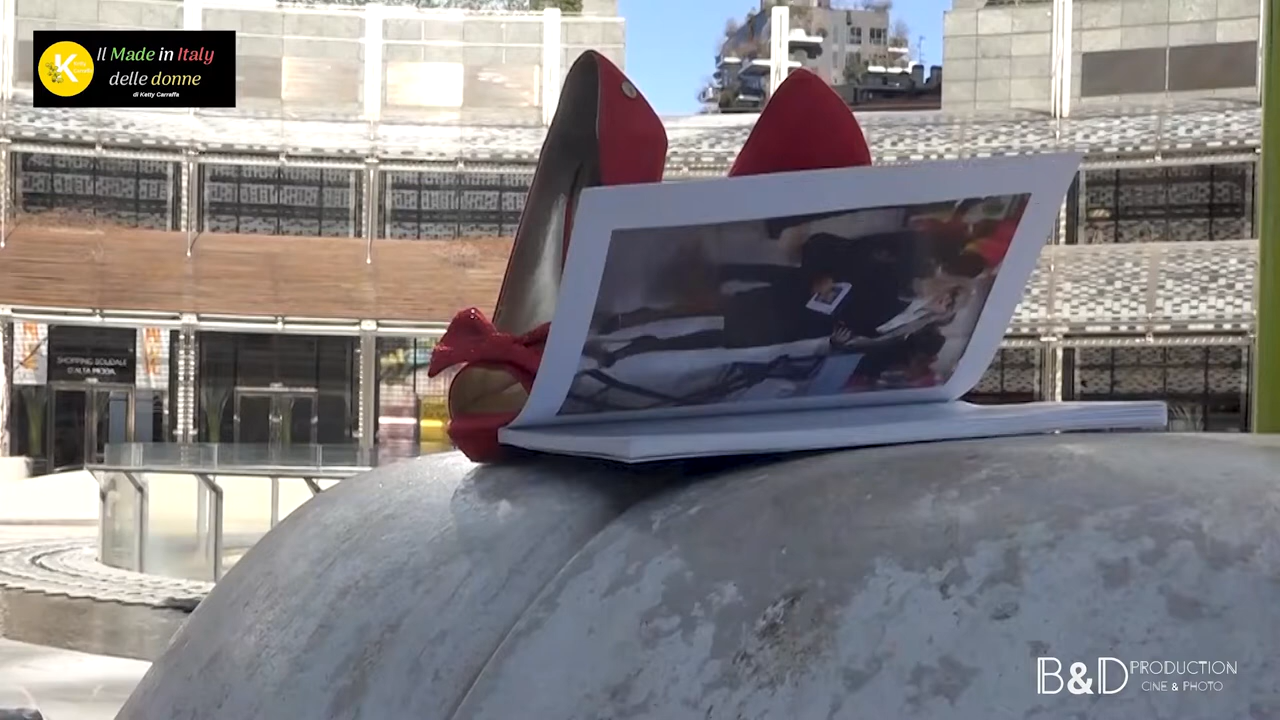 K
Il Made in Italy
delle donne
di Ketty Carraffa
SHOPPING SOLIDALE
D'ALTA MODA
B&D PRODUCTION
CINE & PHOTO